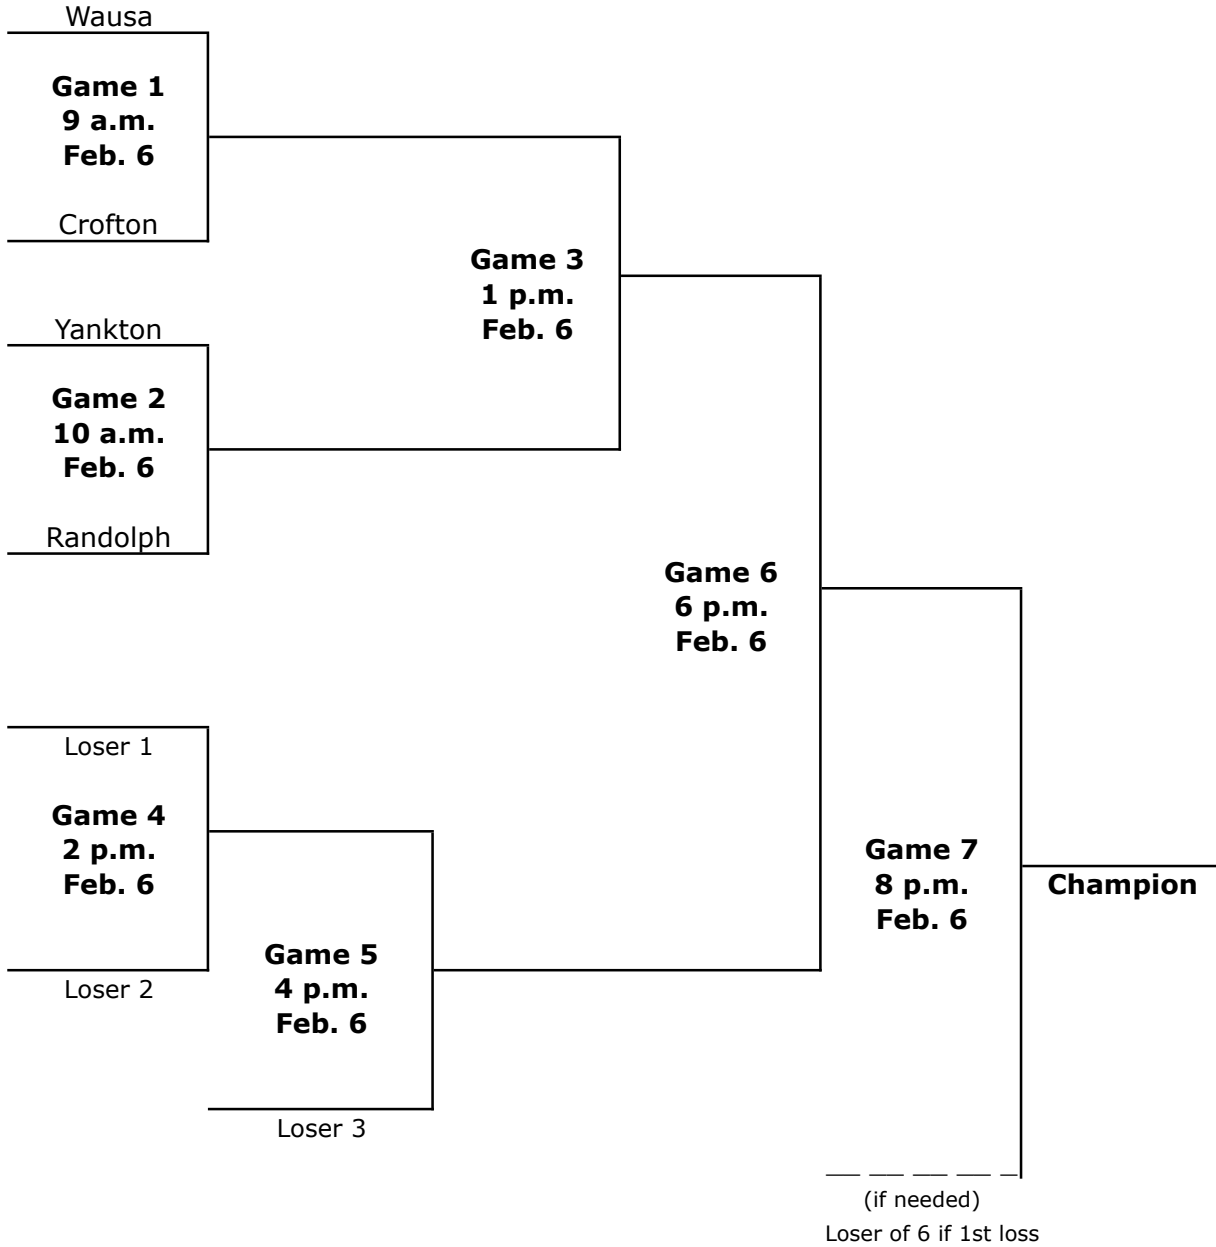 Wausa
Game 1
9 a.m.
Feb. 6
Crofton
Game 3
1 p.m.
Feb. 6
Yankton
Game 2
10 a.m.
Feb. 6
Randolph
Game 6
6 p.m.
Feb. 6
Loser 1
Game 4
2 p.m.
Feb. 6
Loser 2
Game 5
4 p.m.
Feb. 6
Loser 3
Game 7
8 p.m.
Feb. 6
Champion
(if needed)
Loser of 6 if 1st loss